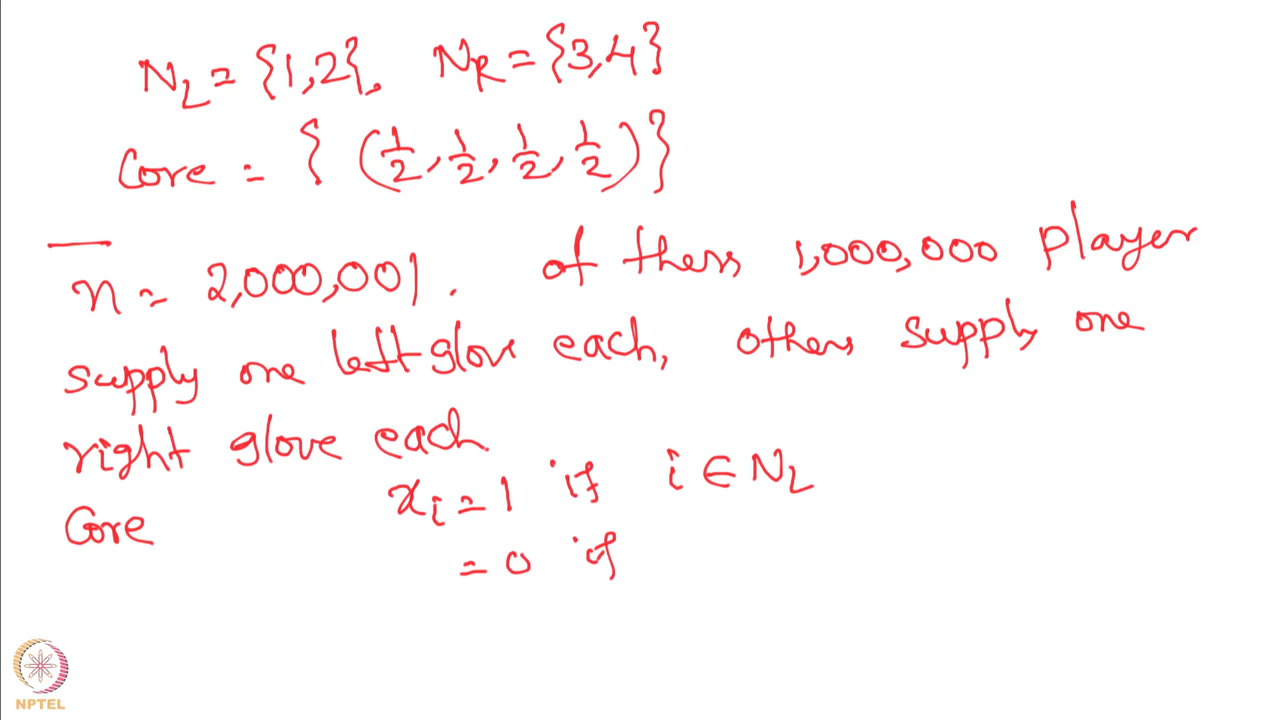 N_L = {1,2}, N_R = {3,4}
Core = { (1/2, 1/2, 1/2, 1/2) }
n = 2,000,001. of thers 1,000,000 player
supply one left glove each, others supply one
right glove each
Core x_i = 1 if i ∈ N_L
= 0 if
NPTEL